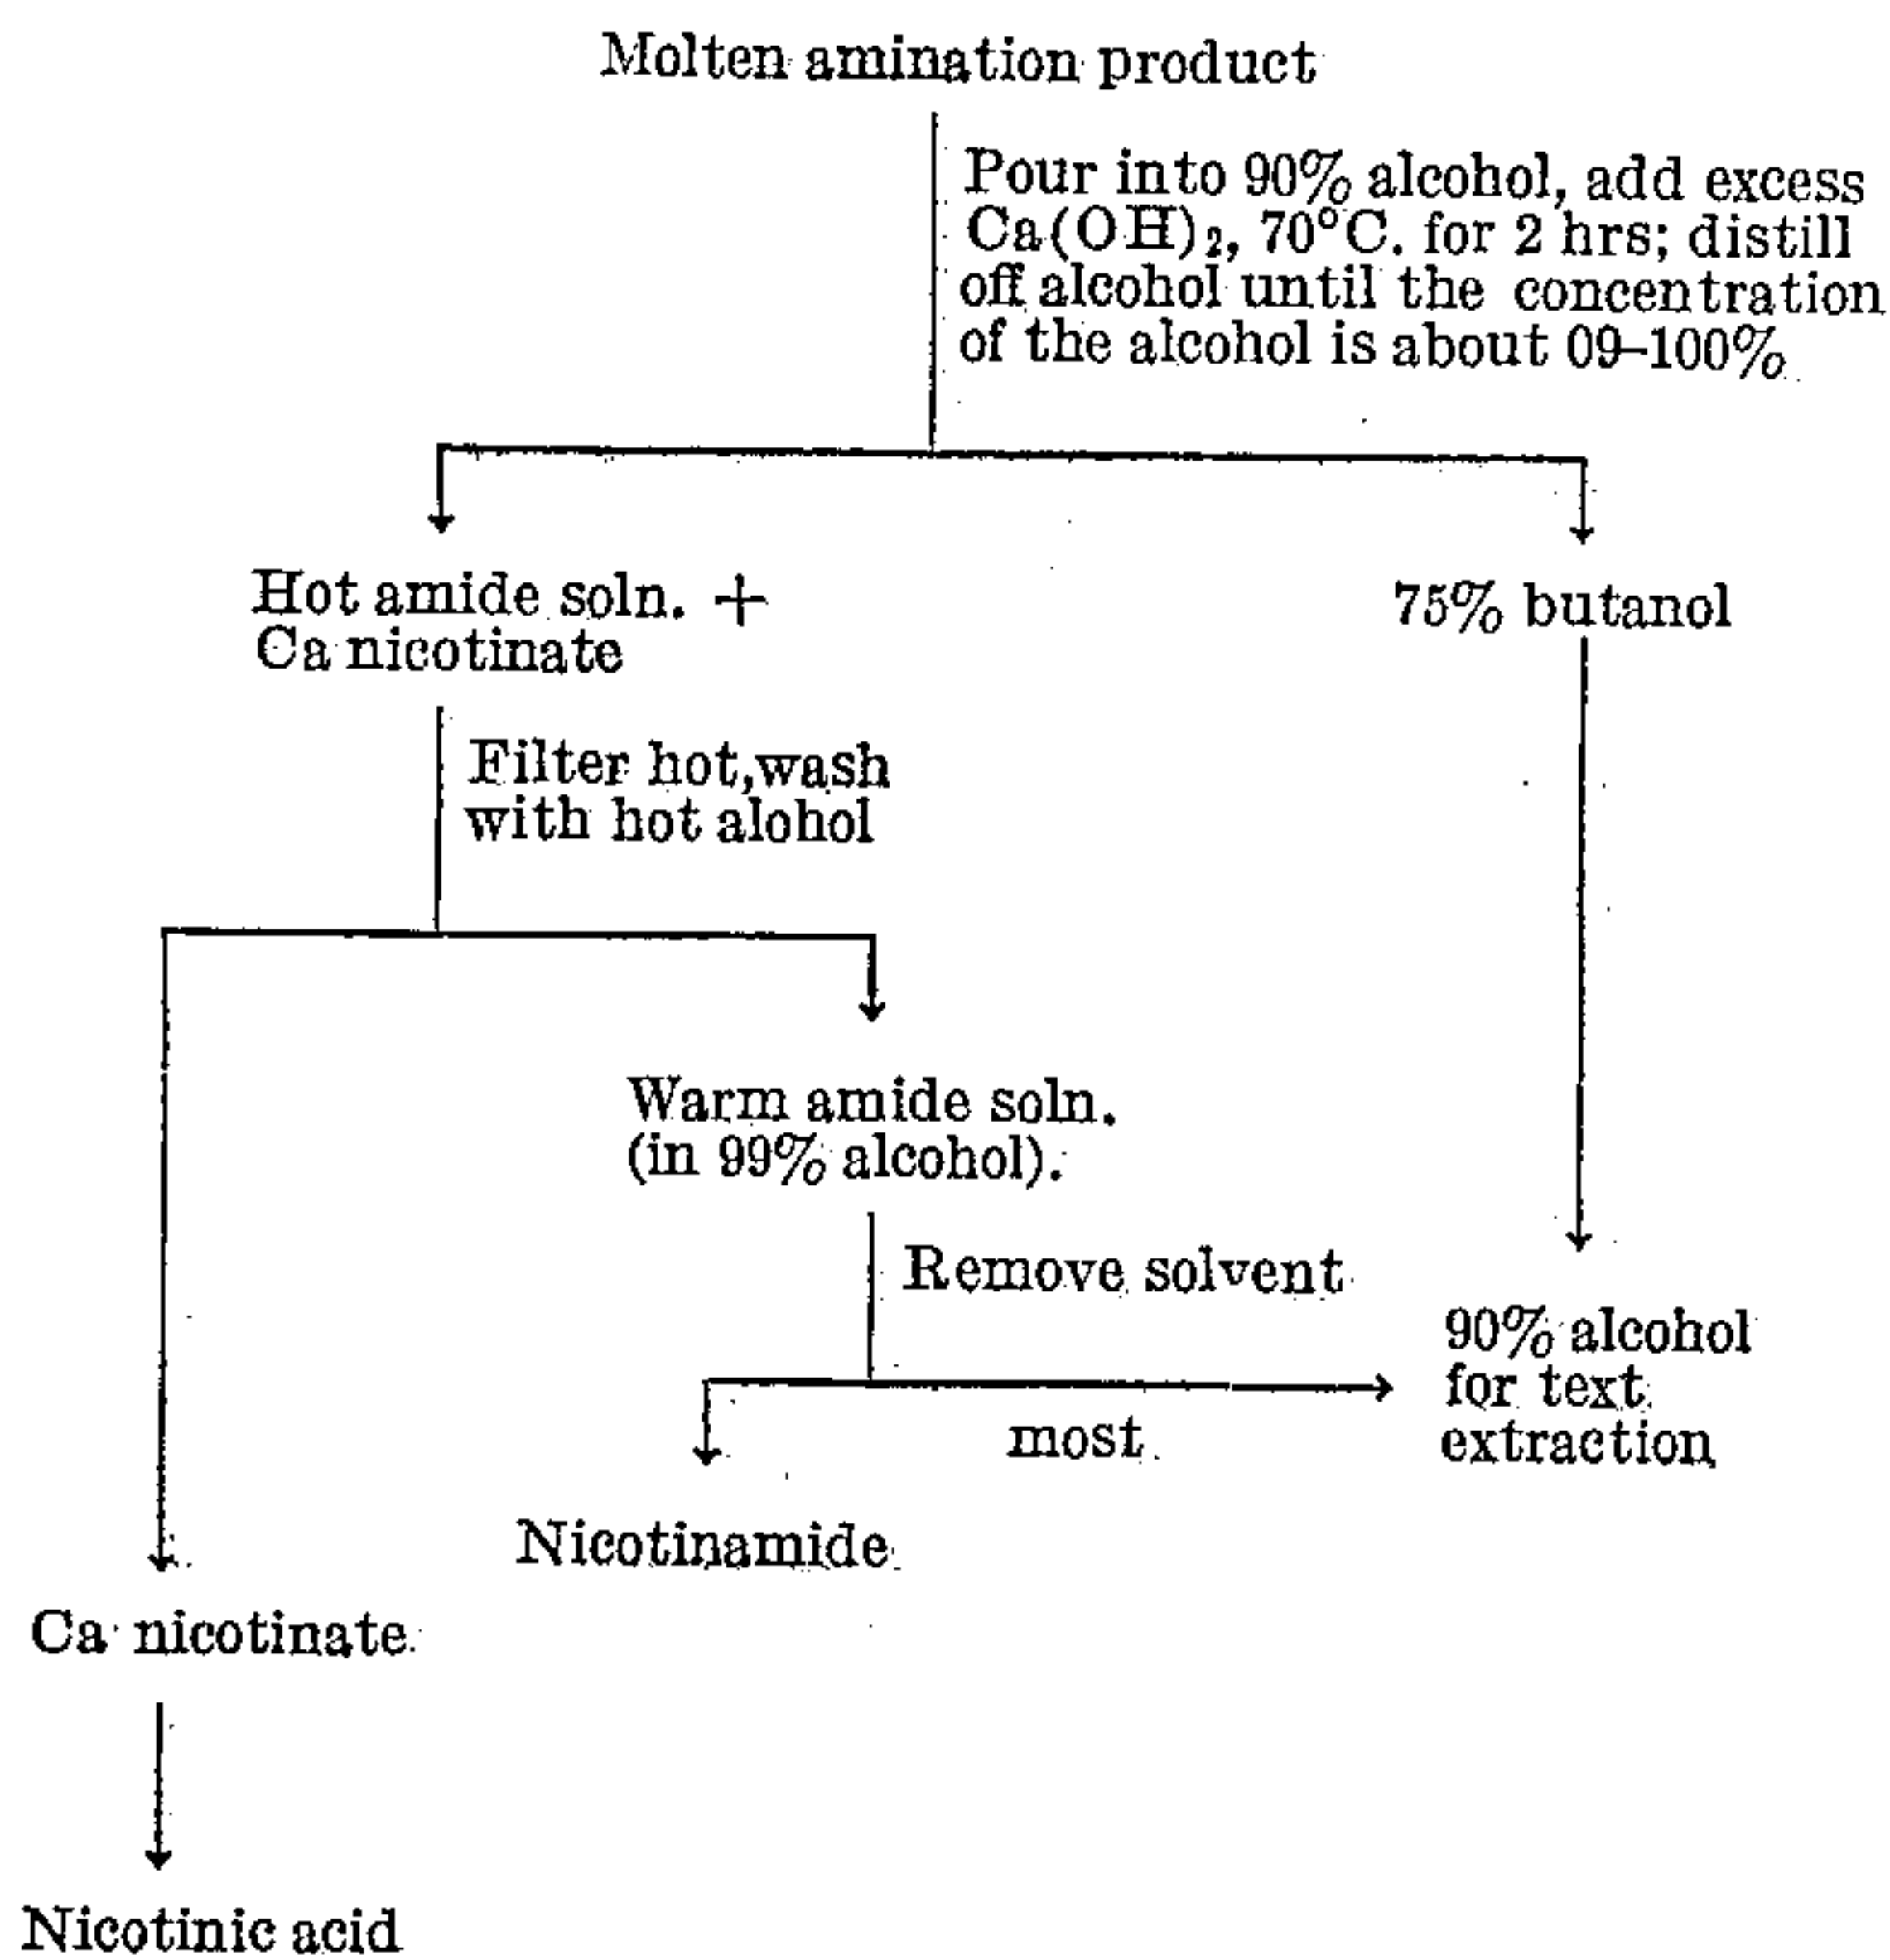 Molten amination product
Pour into 90% alcohol, add excess
Ca(OH)₂, 70°C. for 2 hrs; distill
off alcohol until the concentration
of the alcohol is about 09–100%
Hot amide soln. +
Ca nicotinate
75% butanol
Filter hot,wash
with hot alohol
Warm amide soln.
(in 99% alcohol).
Remove solvent
90% alcohol
for text
extraction
most
Nicotinamide
Ca nicotinate
Nicotinic acid